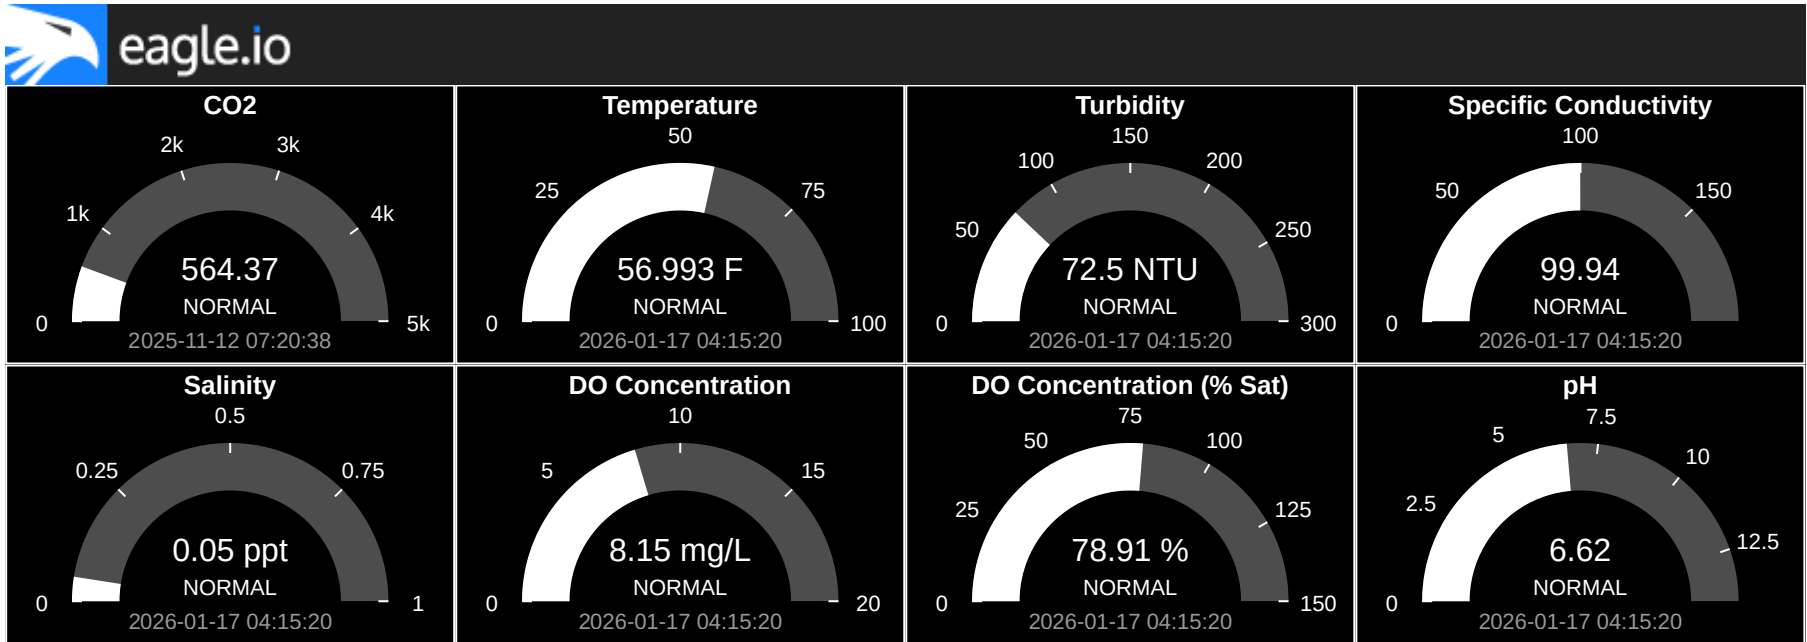 eagle.io
CO2
2k
3k
1k
4k
564.37
NORMAL
0
5k
2025-11-12 07:20:38
Temperature
50
25
75
56.993 F
NORMAL
0
100
2026-01-17 04:15:20
Turbidity
150
100
200
50
250
72.5 NTU
NORMAL
0
300
2026-01-17 04:15:20
Specific Conductivity
100
50
150
99.94
NORMAL
0
2026-01-17 04:15:20
Salinity
0.5
0.25
0.75
0.05 ppt
NORMAL
0
1
2026-01-17 04:15:20
DO Concentration
10
5
15
8.15 mg/L
NORMAL
0
20
2026-01-17 04:15:20
DO Concentration (% Sat)
75
50
100
25
125
78.91 %
NORMAL
0
150
2026-01-17 04:15:20
pH
7.5
5
10
2.5
12.5
6.62
NORMAL
0
2026-01-17 04:15:20